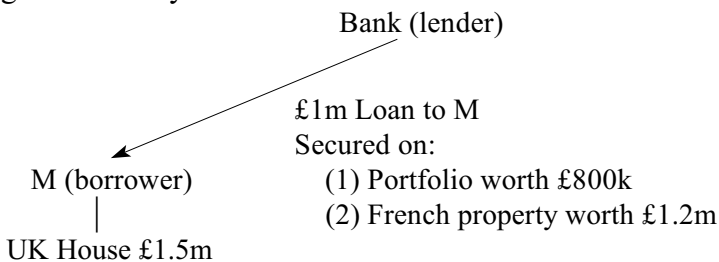 Bank (lender)
£1m Loan to M
Secured on:
(1) Portfolio worth £800k
M (borrower)
(2) French property worth £1.2m
UK House £1.5m